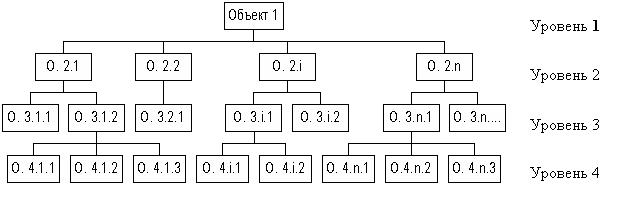 Объект 1 Уровень 1
О. 2.1 О. 2.2 О. 2.i О. 2.n Уровень 2
О. 3.1.1 О. 3.1.2 О. 3.2.1 О. 3.i.1 О. 3.i.2 О. 3.n.1 О. 3.n.... Уровень 3
О. 4.1.1 О. 4.1.2 О. 4.1.3 О. 4.i.1 О. 4.i.2 О. 4.n.1 О.4.n.2 О. 4.n.3 Уровень 4